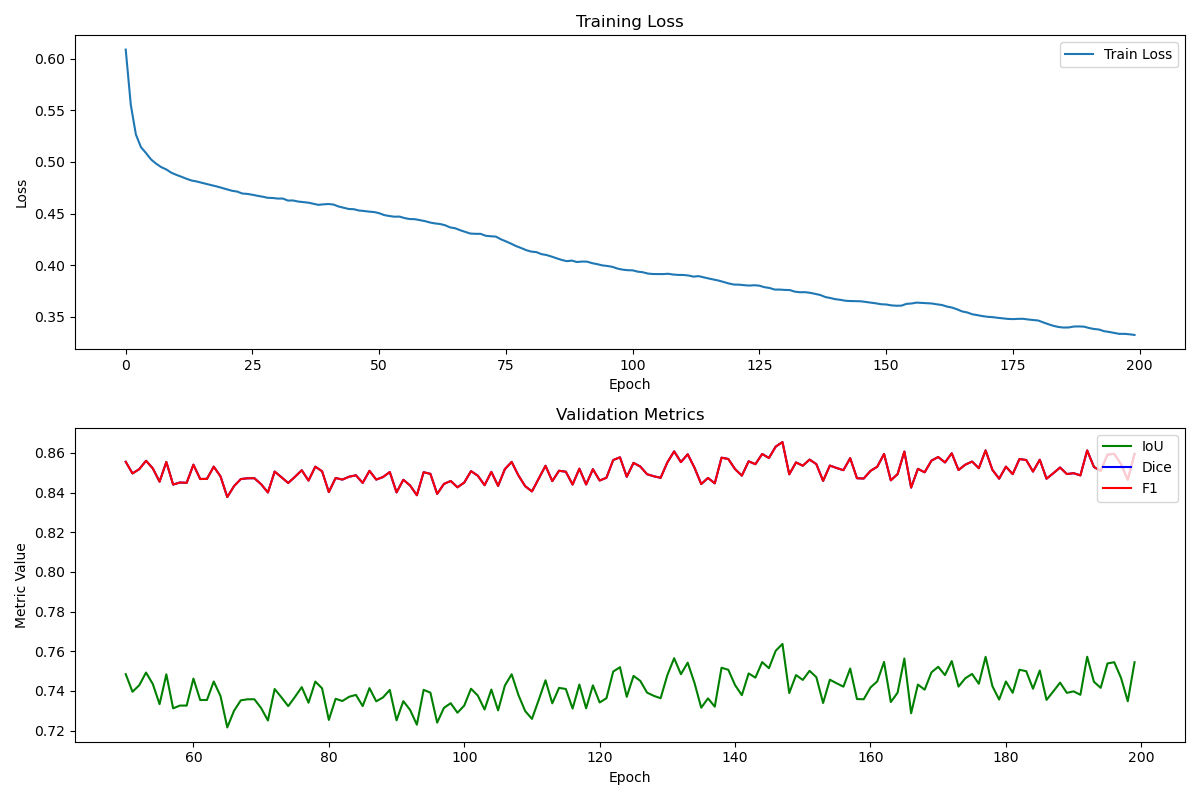 Training Loss
Train Loss
0.60
0.55
0.50
0.45
0.40
0.35
Loss
0 25 50 75 100 125 150 175 200
Epoch
Validation Metrics
IoU
Dice
F1
0.86
0.84
0.82
0.80
0.78
0.76
0.74
0.72
Metric Value
60 80 100 120 140 160 180 200
Epoch